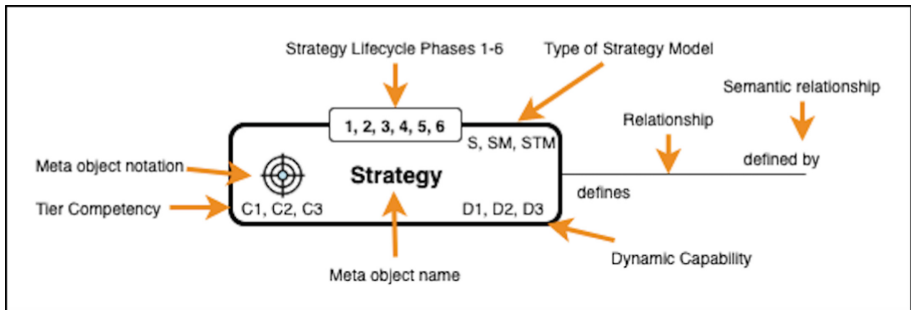 Strategy Lifecycle Phases 1-6
Type of Strategy Model
Semantic relationship
Relationship
1, 2, 3, 4, 5, 6
S, SM, STM
Meta object notation
Strategy
defined by
defines
Tier Competency
C1, C2, C3
D1, D2, D3
Dynamic Capability
Meta object name